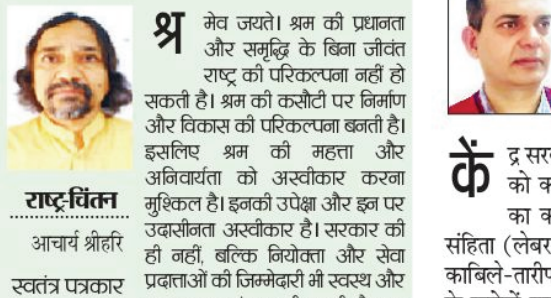 श्रमेव जयते। श्रम की प्रधानता
और समृद्धि के बिना जीवंत
राष्ट्र की परिकल्पना नहीं हो
सकती है। श्रम की कसौटी पर निर्माण
और विकास की परिकल्पना बनती है।
इसलिए श्रम की महत्ता और
अनिवार्यता को अस्वीकार करना
मुश्किल है। इनकी उपेक्षा और इन पर
उदासीनता अस्वीकार है। सरकार की
ही नहीं, बल्कि नियोक्ता और सेवा
प्रदाताओं की जिम्मेदारी भी स्वस्थ और
राष्ट्र-चिंतन
आचार्य श्रीहरि
स्वतंत्र पत्रकार
केंद्र सर
को क
का क
संहिता (लेबर
काबिले-तारीफ